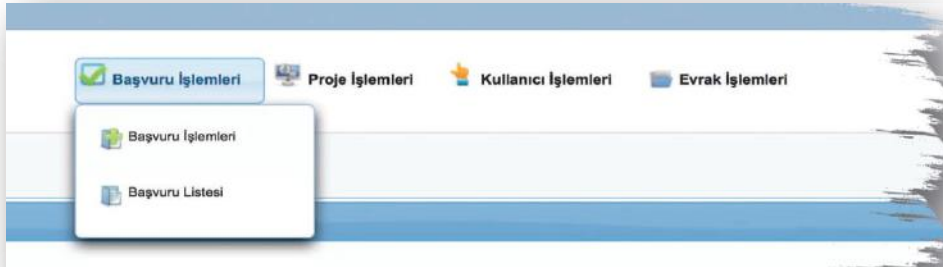 Başvuru İşlemleri Proje İşlemleri Kullanıcı İşlemleri Evrak İşlemleri
Başvuru İşlemleri
Başvuru Listesi